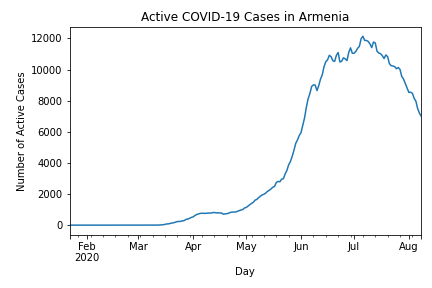 Active COVID-19 Cases in Armenia
Number of Active Cases
12000
10000
8000
6000
4000
2000
0
Feb Mar Apr May Jun Jul Aug
2020
Day